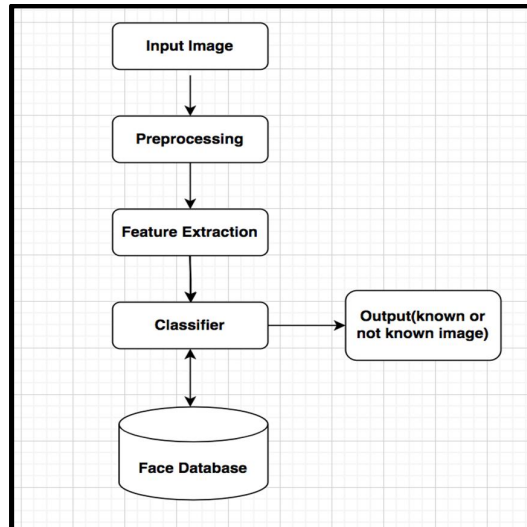 Input Image
Preprocessing
Feature Extraction
Classifier
Output(known or
not known image)
Face Database